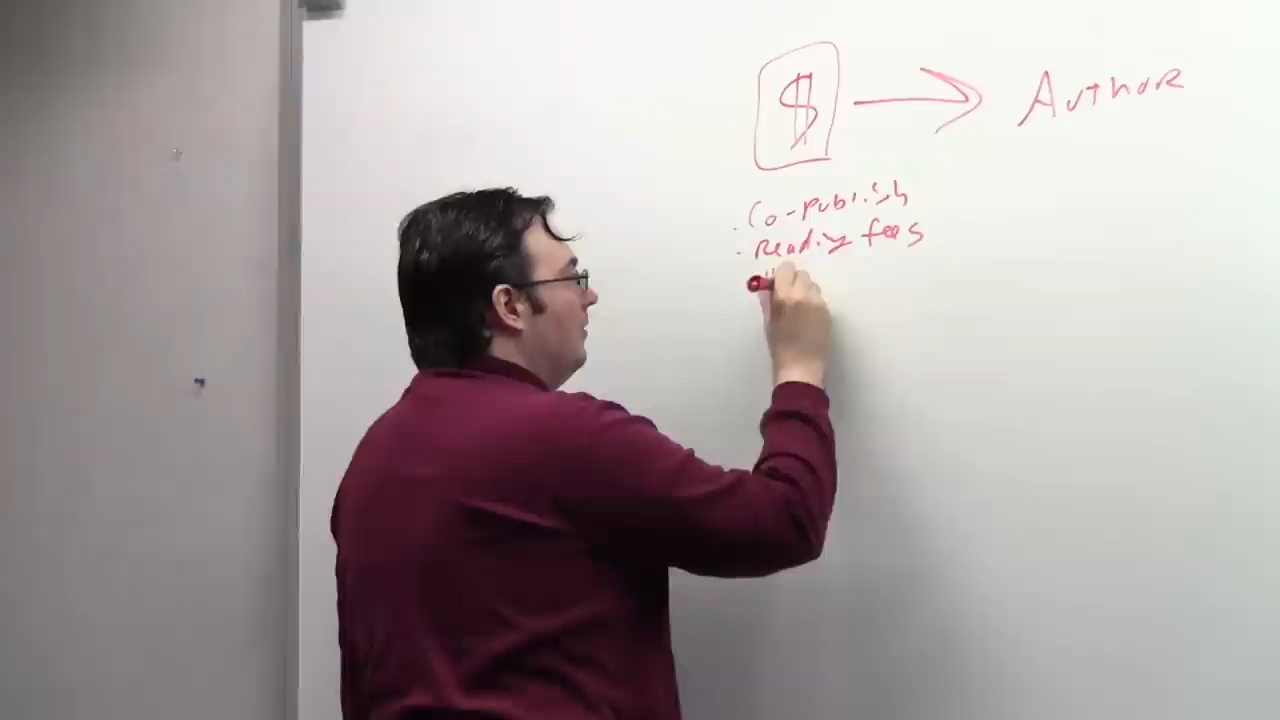 $ → Author
· Co-publish
· Reading fees